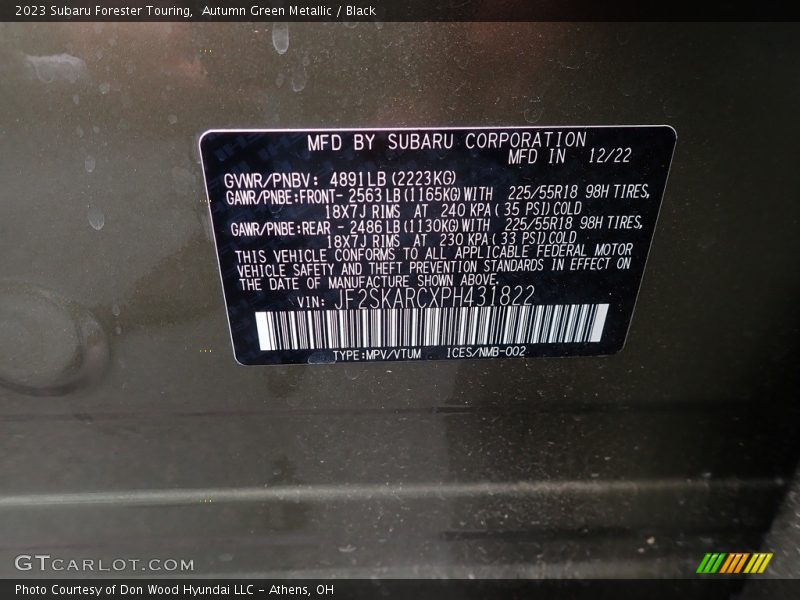 2023 Subaru Forester Touring,  Autumn Green Metallic / Black
MFD BY SUBARU CORPORATION
MFD IN 12/22
GVWR/PNBV: 4891LB(2223KG)
GAWR/PNBE:FRONT- 2563LB(1165KG)WITH 225/55R18 98H TIRES,
18X7J RIMS AT 240 KPA( 35 PSI)COLD
GAWR/PNBE:REAR - 2486LB(1130KG)WITH 225/55R18 98H TIRES,
18X7J RIMS AT 230 KPA( 33 PSI)COLD
THIS VEHICLE CONFORMS TO ALL APPLICABLE FEDERAL MOTOR
VEHICLE SAFETY AND THEFT PREVENTION STANDARDS IN EFFECT ON
THE DATE OF MANUFACTURE SHOWN ABOVE.
VIN: JF2SKARCXPH431822
TYPE:MPV/VTUM ICES/NMB-002
GTCARLOT.COM
Photo Courtesy of Don Wood Hyundai LLC - Athens, OH